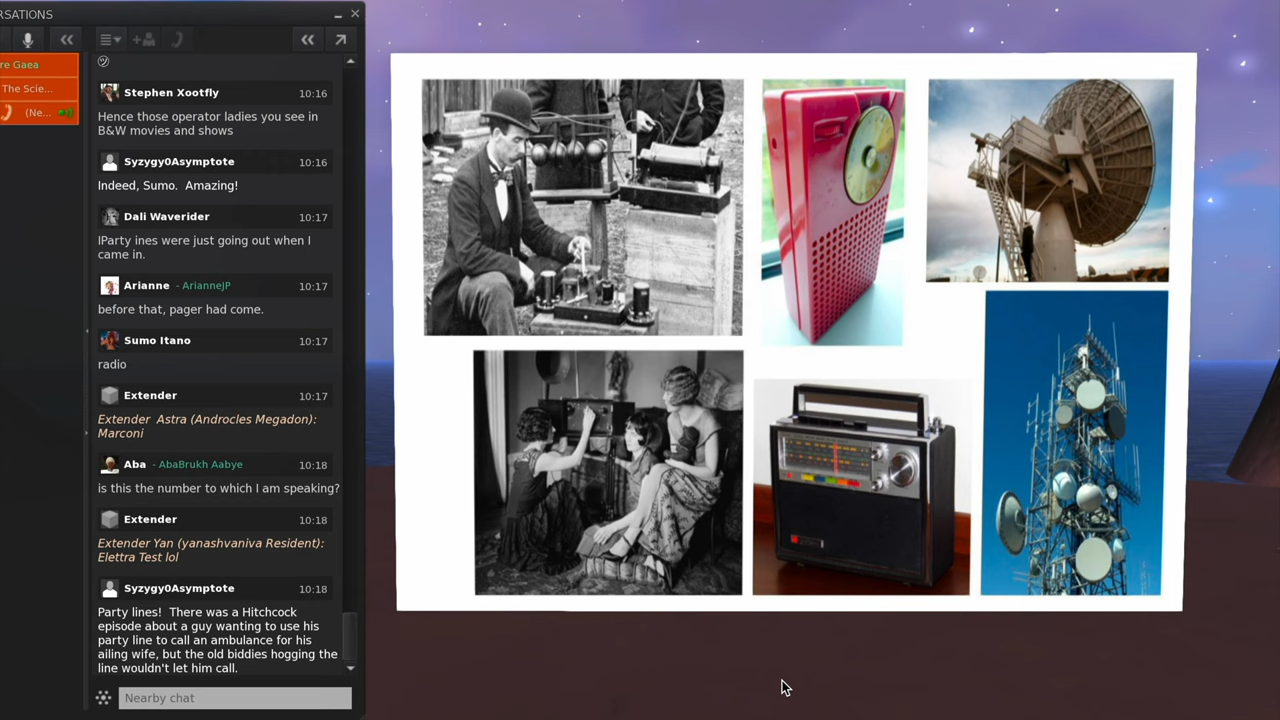 RSATIONS
re Gaea
The Scie...
(Ne...
Stephen Xootfly 10:16
Hence those operator ladies you see in
B&W movies and shows
Syzygy0Asymptote 10:16
Indeed, Sumo. Amazing!
Dali Waverider 10:17
IParty ines were just going out when I
came in.
Arianne - ArianneJP 10:17
before that, pager had come.
Sumo Itano 10:17
radio
Extender 10:17
Extender Astra (Androcles Megadon):
Marconi
Aba - AbaBrukh Aabye 10:18
is this the number to which I am speaking?
Extender 10:18
Extender Yan (yanashvaniva Resident):
Elettra Test lol
Syzygy0Asymptote 10:18
Party lines! There was a Hitchcock
episode about a guy wanting to use his
party line to call an ambulance for his
ailing wife, but the old biddies hogging the
line wouldn't let him call.
Nearby chat